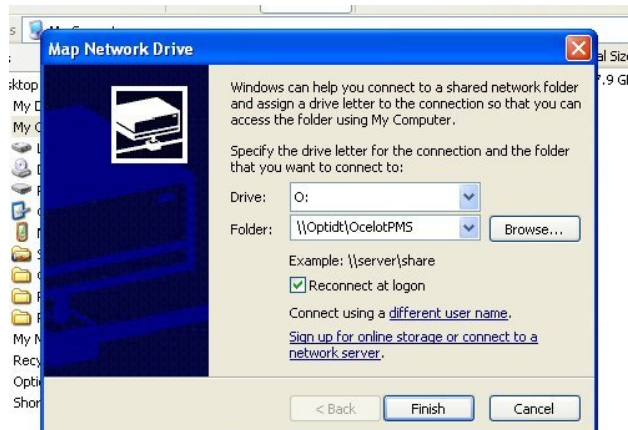 Map Network Drive
Windows can help you connect to a shared network folder
and assign a drive letter to the connection so that you can
access the folder using My Computer.
Specify the drive letter for the connection and the folder
that you want to connect to:
Drive: O:
Folder: \\Optidt\OcelotPMS Browse...
Example: \\server\share
Reconnect at logon
Connect using a different user name.
Sign up for online storage or connect to a
network server.
< Back Finish Cancel
al Size
7.9 G
sktop
My D
My C
My N
Recy
Optic
Shor